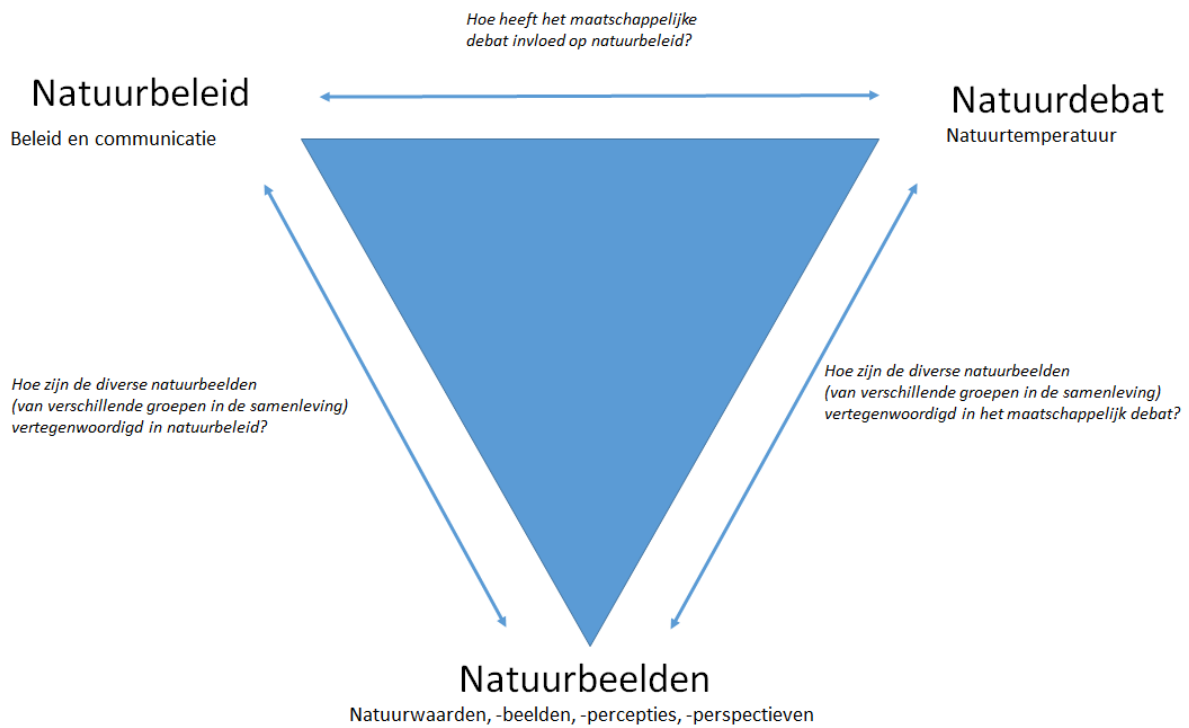 Hoe heeft het maatschappelijke
debat invloed op natuurbeleid?
Natuurbeleid
Beleid en communicatie
Natuurdebat
Natuurtemperatuur
Hoe zijn de diverse natuurbeelden
(van verschillende groepen in de samenleving)
vertegenwoordigd in natuurbeleid?
Hoe zijn de diverse natuurbeelden
(van verschillende groepen in de samenleving)
vertegenwoordigd in het maatschappelijk debat?
Natuurbeelden
Natuurwaarden, -beelden, -percepties, -perspectieven